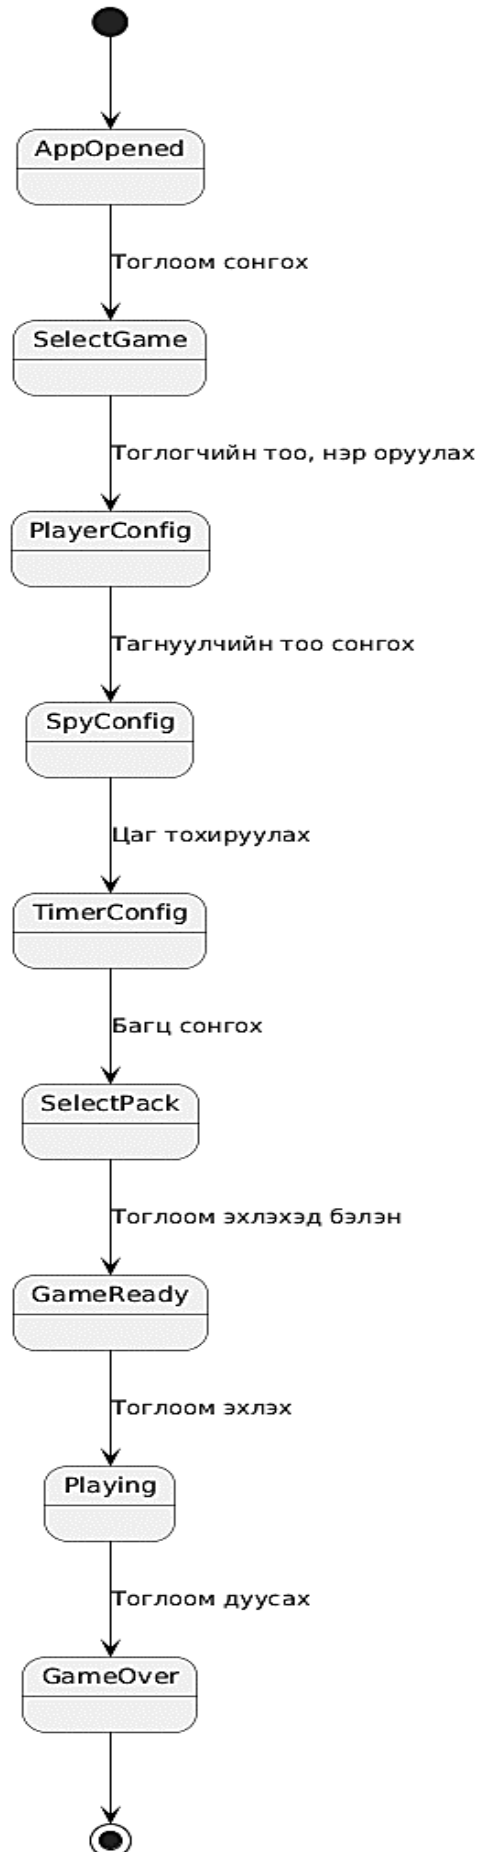 AppOpened
Тоглоом сонгох
SelectGame
Тоглогчийн тоо, нэр оруулах
PlayerConfig
Тагнуулчийн тоо сонгох
SpyConfig
Цаг тохируулах
TimerConfig
Багц сонгох
SelectPack
Тоглоом эхлэхэд бэлэн
GameReady
Тоглоом эхлэх
Playing
Тоглоом дуусах
GameOver